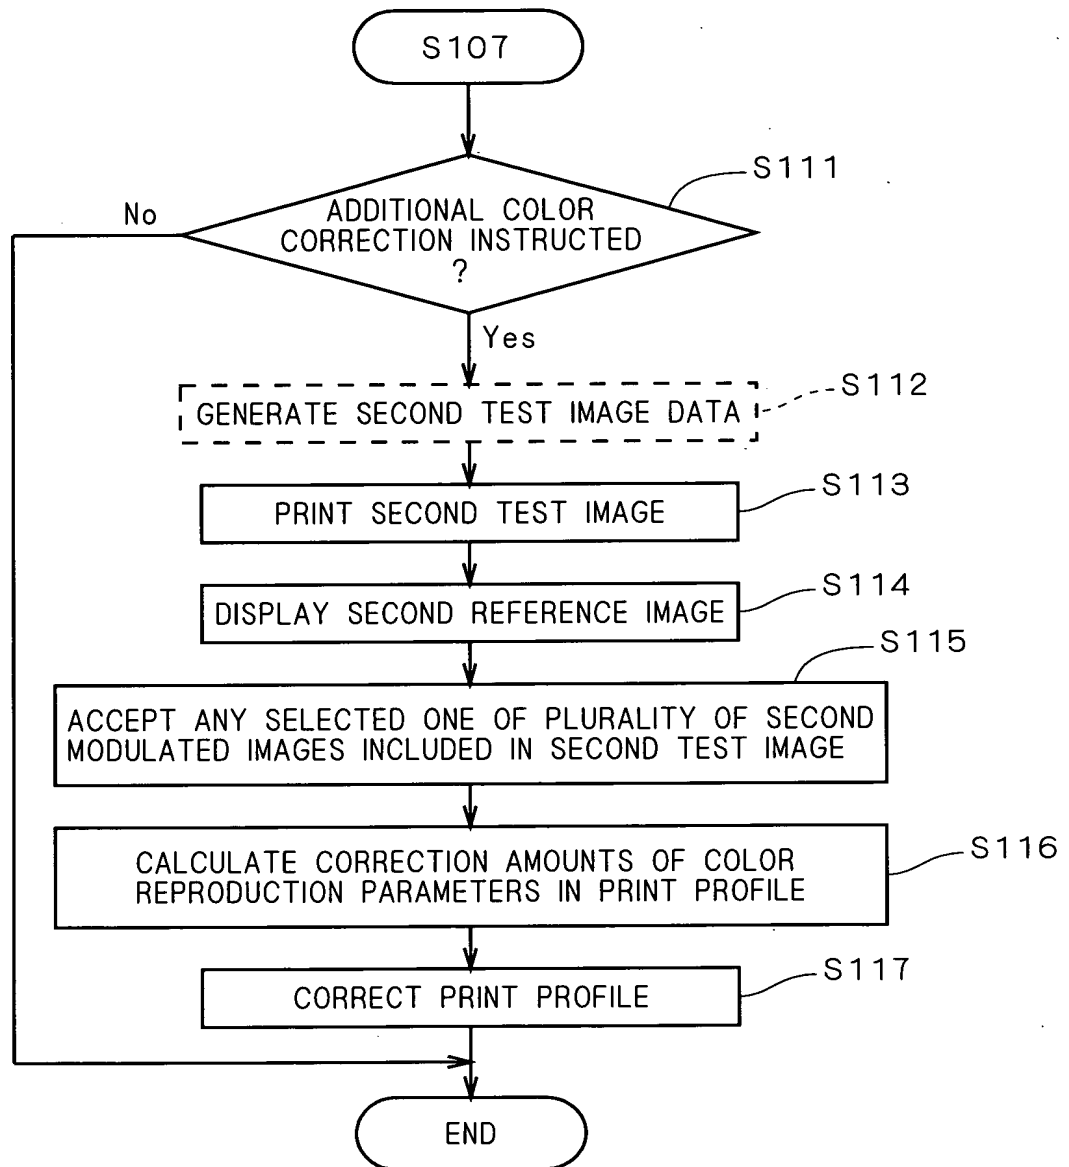 S107
S111
No
ADDITIONAL COLOR
CORRECTION INSTRUCTED
?
Yes
S112
GENERATE SECOND TEST IMAGE DATA
S113
PRINT SECOND TEST IMAGE
S114
DISPLAY SECOND REFERENCE IMAGE
S115
ACCEPT ANY SELECTED ONE OF PLURALITY OF SECOND
MODULATED IMAGES INCLUDED IN SECOND TEST IMAGE
S116
CALCULATE CORRECTION AMOUNTS OF COLOR
REPRODUCTION PARAMETERS IN PRINT PROFILE
S117
CORRECT PRINT PROFILE
END